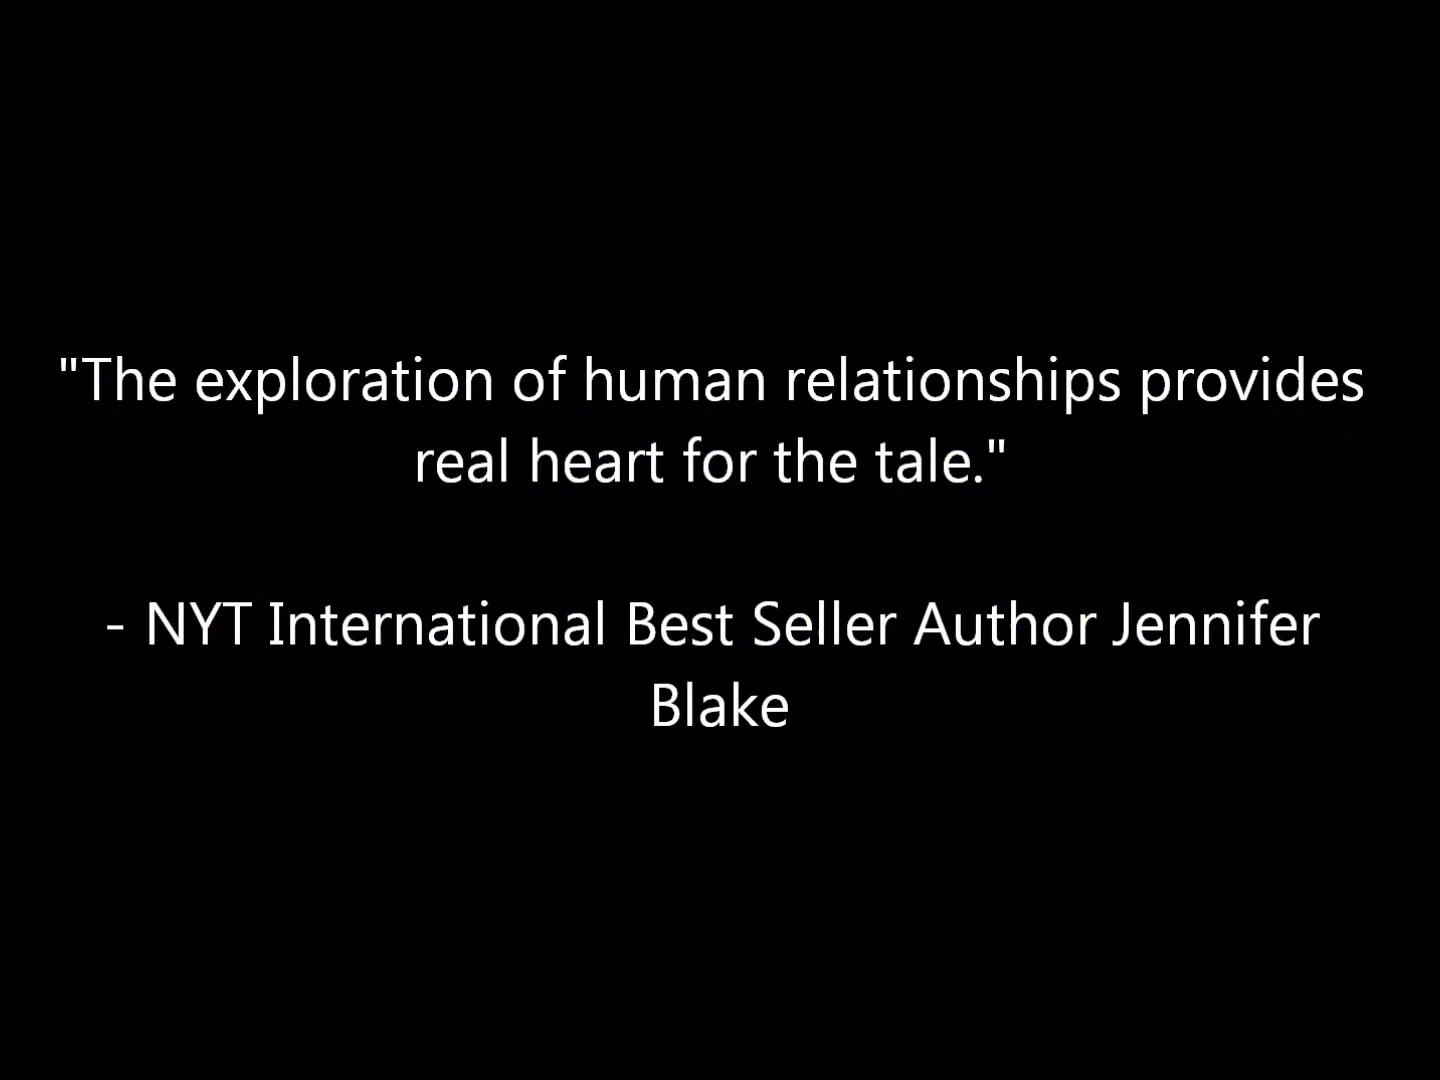 "The exploration of human relationships provides
real heart for the tale."
- NYT International Best Seller Author Jennifer
Blake